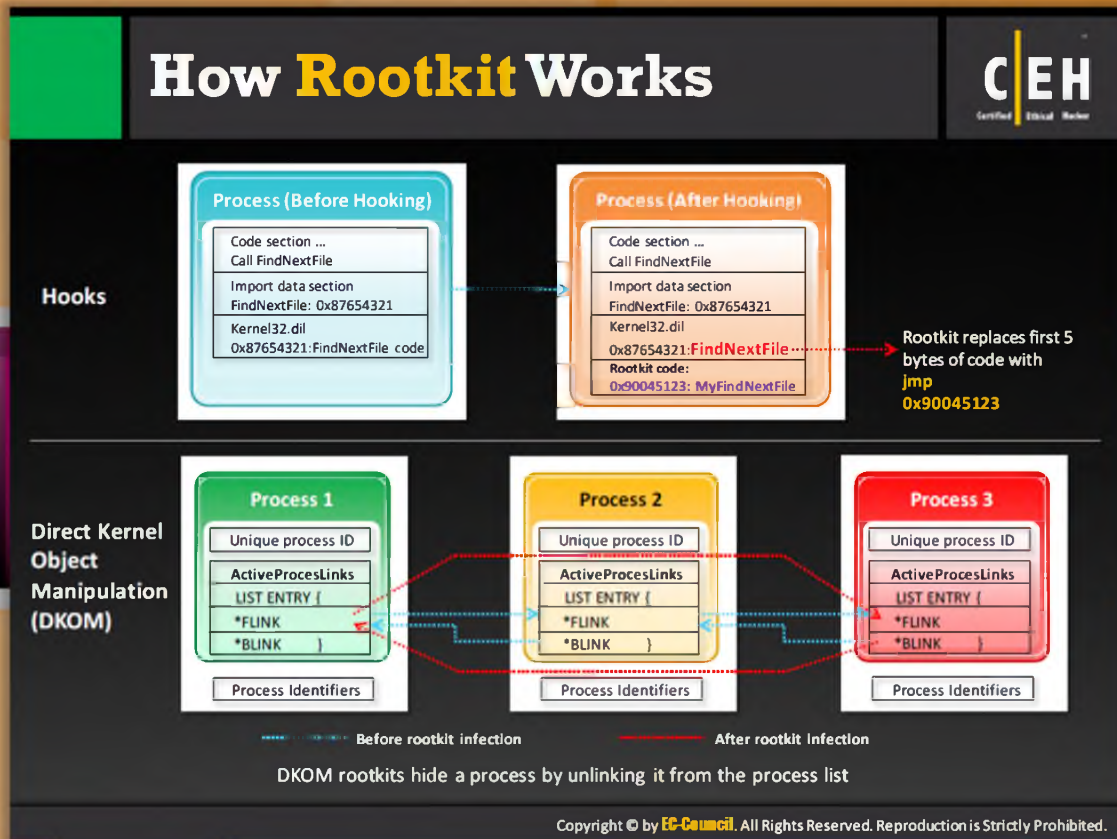 How Rootkit Works
C EH
Certified Ethical Hacker
Hooks
Process (Before Hooking)
Code section ...
Call FindNextFile
Import data section
FindNextFile: 0x87654321
Kernel32.dil
0x87654321:FindNextFile code
Process (After Hooking)
Code section ...
Call FindNextFile
Import data section
FindNextFile: 0x87654321
Kernel32.dil
0x87654321:FindNextFile
Rootkit code:
0x90045123: MyFindNextFile
Rootkit replaces first 5
bytes of code with
jmp
0x90045123
Direct Kernel
Object
Manipulation
(DKOM)
Process 1
Unique process ID
ActiveProcesLinks
LIST ENTRY {
*FLINK
*BLINK }
Process Identifiers
Process 2
Unique process ID
ActiveProcesLinks
LIST ENTRY {
*FLINK
*BLINK }
Process Identifiers
Process 3
Unique process ID
ActiveProcesLinks
LIST ENTRY {
*FLINK
*BLINK }
Process Identifiers
Before rootkit infection
After rootkit Infection
DKOM rootkits hide a process by unlinking it from the process list
Copyright © by EC-Council. All Rights Reserved. Reproduction is Strictly Prohibited.